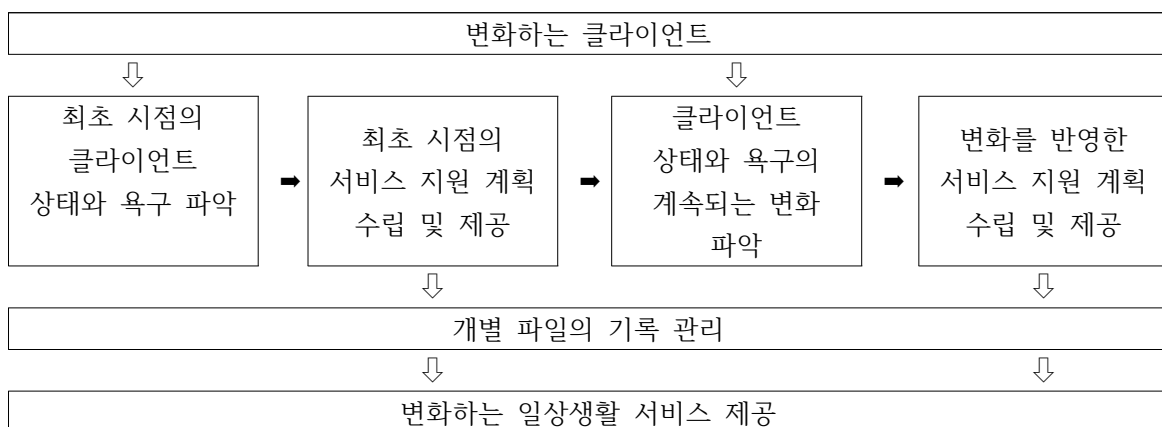 변화하는 클라이언트
최초 시점의
클라이언트
상태와 욕구 파악
최초 시점의
서비스 지원 계획
수립 및 제공
클라이언트
상태와 욕구의
계속되는 변화
파악
변화를 반영한
서비스 지원 계획
수립 및 제공
개별 파일의 기록 관리
변화하는 일상생활 서비스 제공